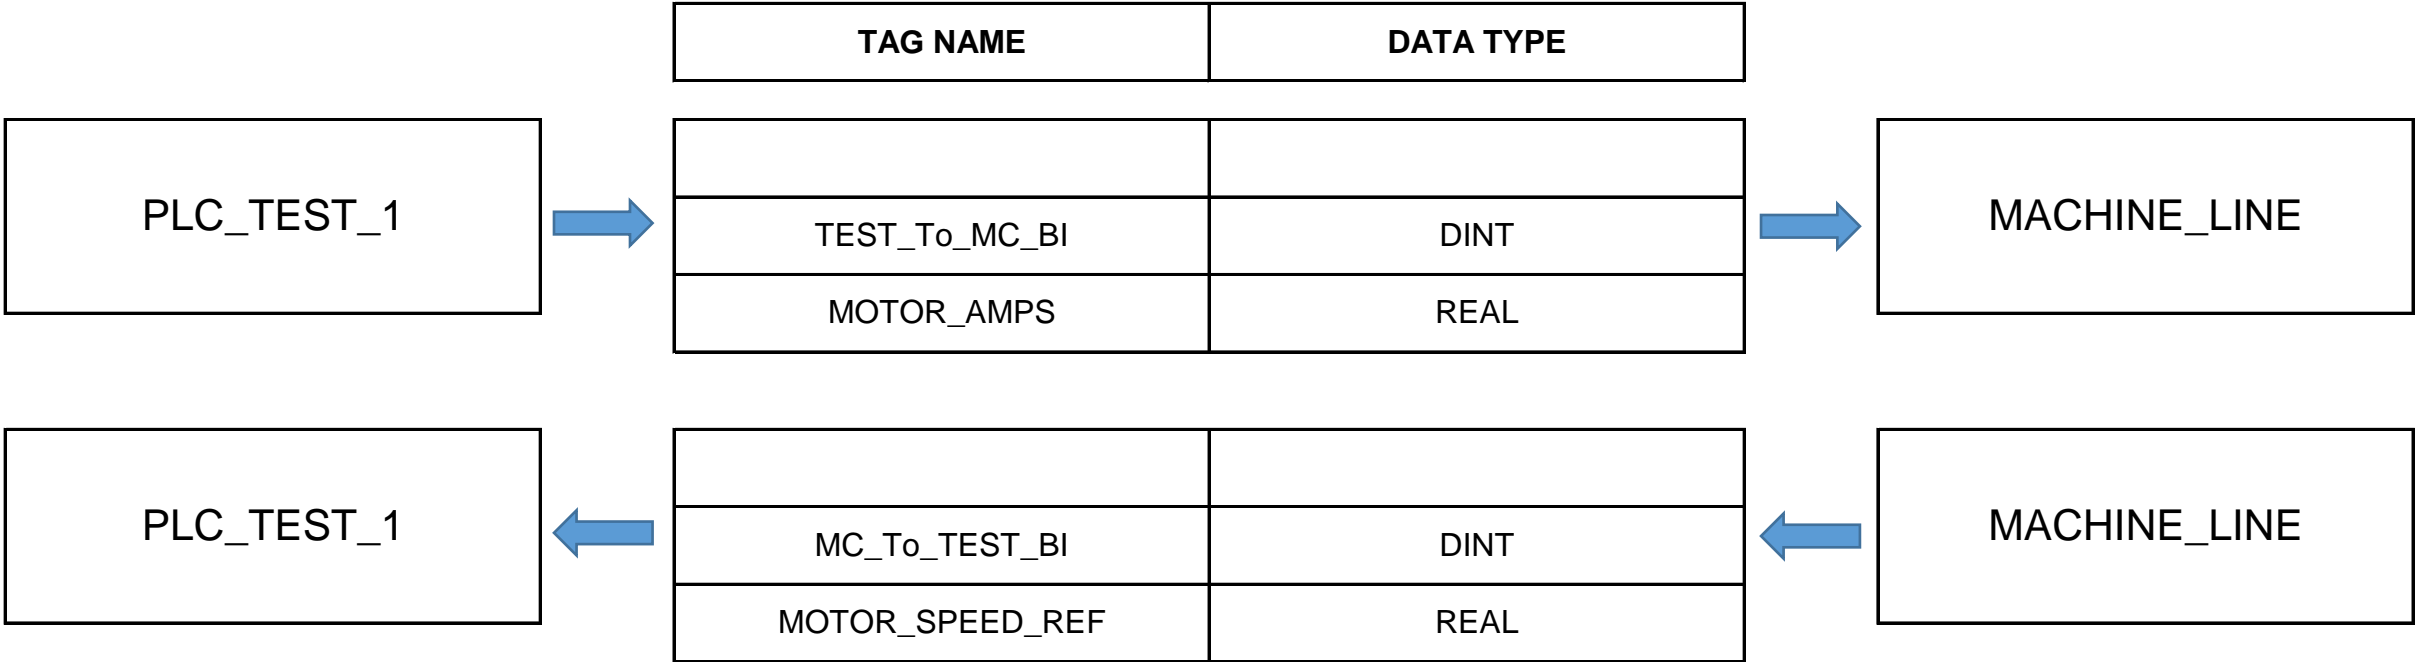 TAG NAME DATA TYPE
PLC_TEST_1 MACHINE_LINE
TEST_To_MC_BI DINT
MOTOR_AMPS REAL
PLC_TEST_1 MACHINE_LINE
MC_To_TEST_BI DINT
MOTOR_SPEED_REF REAL